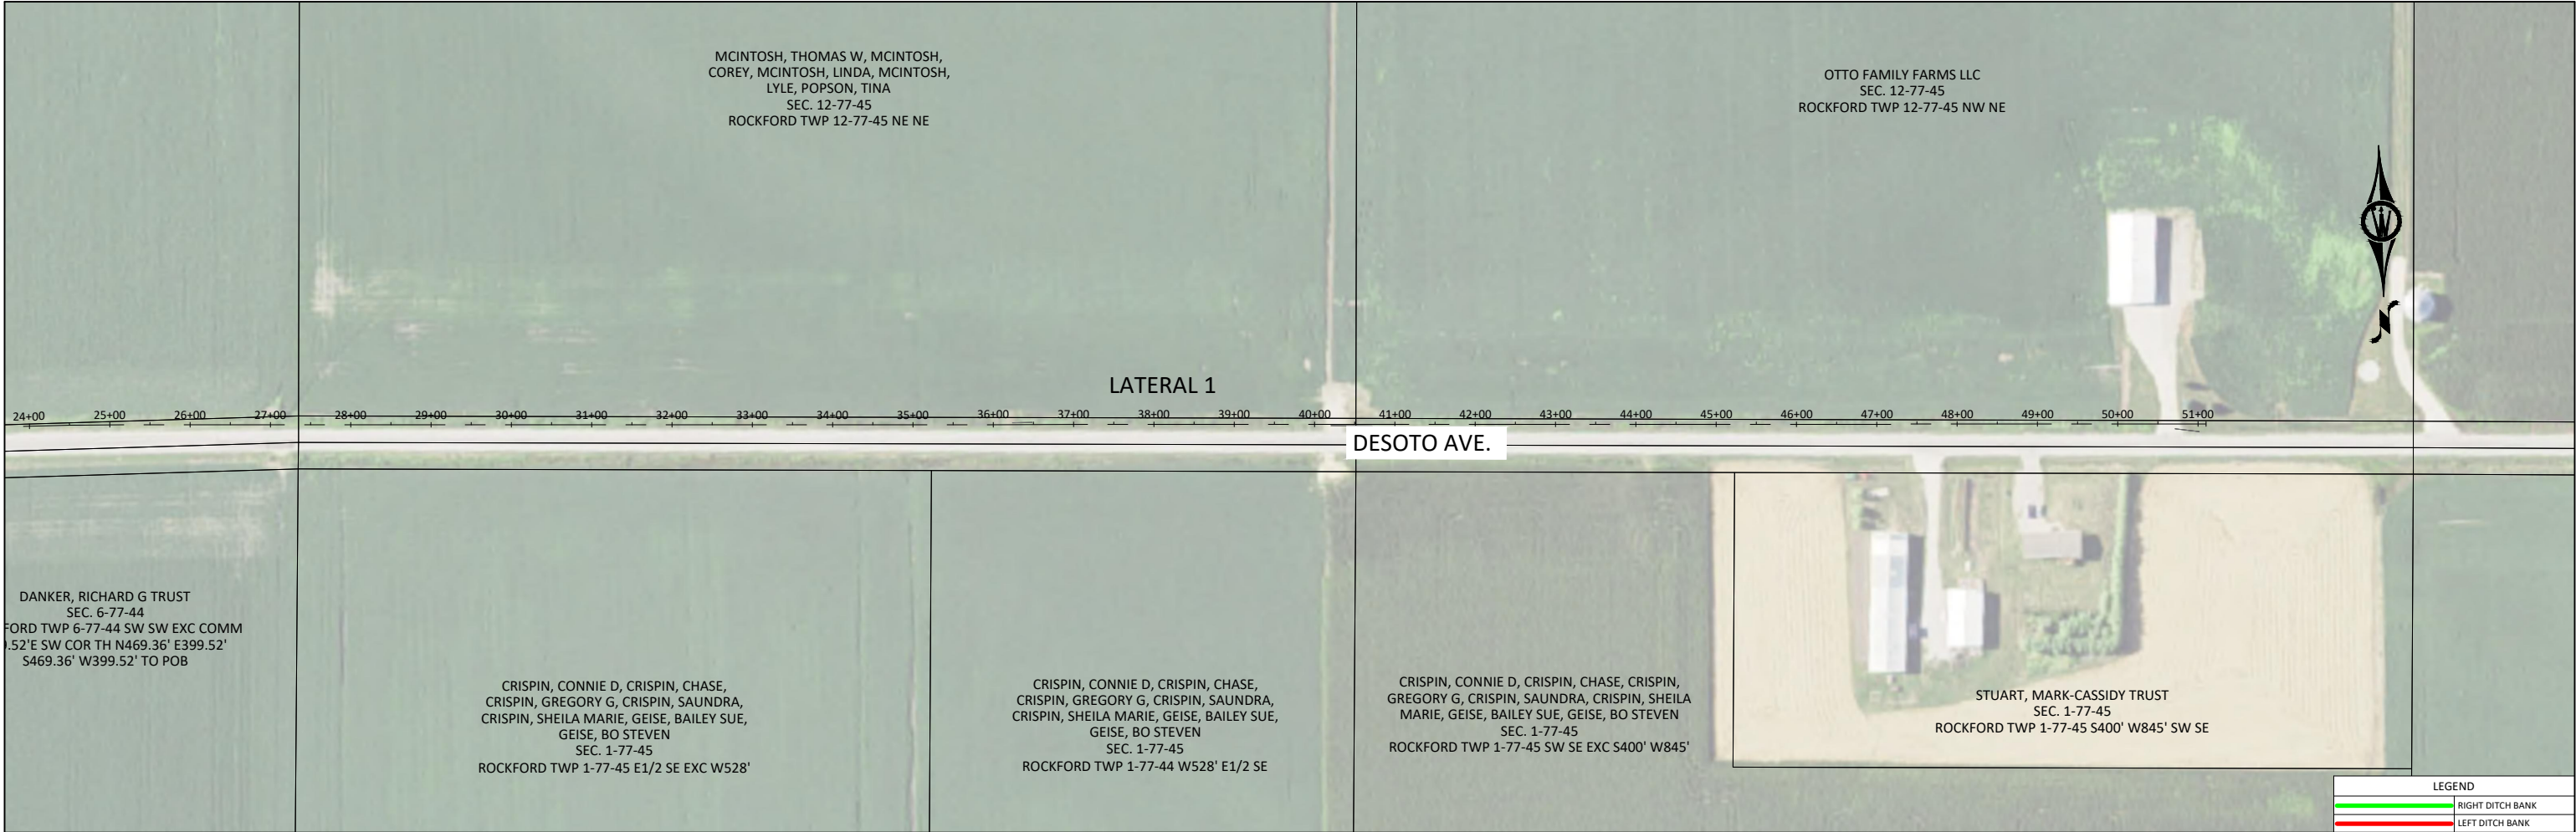 MCINTOSH, THOMAS W, MCINTOSH,
COREY, MCINTOSH, LINDA, MCINTOSH,
LYLE, POPSON, TINA
SEC. 12-77-45
ROCKFORD TWP 12-77-45 NE NE
OTTO FAMILY FARMS LLC
SEC. 12-77-45
ROCKFORD TWP 12-77-45 NW NE
N
LATERAL 1
24+00 25+00 26+00 27+00 28+00 29+00 30+00 31+00 32+00 33+00 34+00 35+00 36+00 37+00 38+00 39+00 40+00 41+00 42+00 43+00 44+00 45+00 46+00 47+00 48+00 49+00 50+00 51+00
DESOTO AVE.
DANKER, RICHARD G TRUST
SEC. 6-77-44
FORD TWP 6-77-44 SW SW EXC COMM
.52'E SW COR TH N469.36' E399.52'
S469.36' W399.52' TO POB
CRISPIN, CONNIE D, CRISPIN, CHASE,
CRISPIN, GREGORY G, CRISPIN, SAUNDRA,
CRISPIN, SHEILA MARIE, GEISE, BAILEY SUE,
GEISE, BO STEVEN
SEC. 1-77-45
ROCKFORD TWP 1-77-45 E1/2 SE EXC W528'
CRISPIN, CONNIE D, CRISPIN, CHASE,
CRISPIN, GREGORY G, CRISPIN, SAUNDRA,
CRISPIN, SHEILA MARIE, GEISE, BAILEY SUE,
GEISE, BO STEVEN
SEC. 1-77-45
ROCKFORD TWP 1-77-44 W528' E1/2 SE
CRISPIN, CONNIE D, CRISPIN, CHASE, CRISPIN,
GREGORY G, CRISPIN, SAUNDRA, CRISPIN, SHEILA
MARIE, GEISE, BAILEY SUE, GEISE, BO STEVEN
SEC. 1-77-45
ROCKFORD TWP 1-77-45 SW SE EXC S400' W845'
STUART, MARK-CASSIDY TRUST
SEC. 1-77-45
ROCKFORD TWP 1-77-45 S400' W845' SW SE
LEGEND
RIGHT DITCH BANK
LEFT DITCH BANK